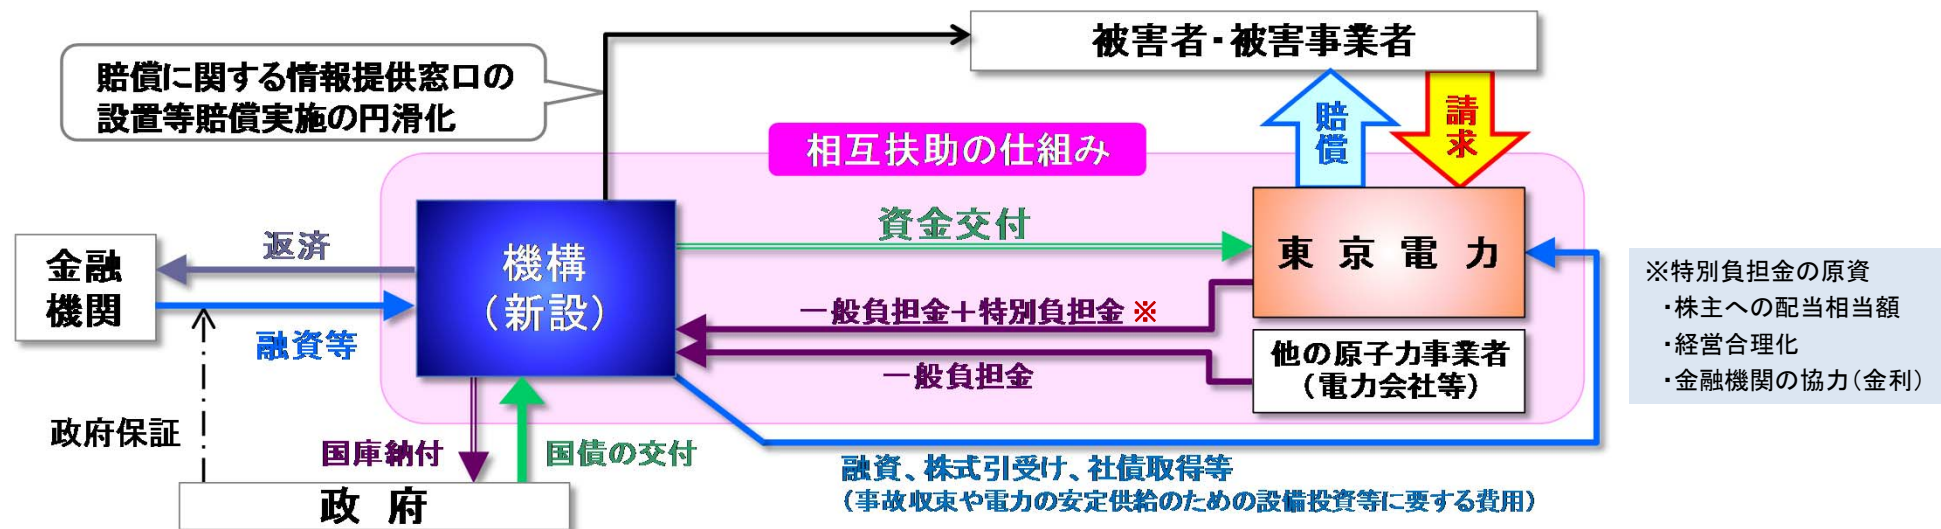 被害者・被害事業者
賠償に関する情報提供窓口の
設置等賠償実施の円滑化
賠償
請求
相互扶助の仕組み
金融
機関
返済
融資等
機構
（新設）
資金交付
東京電力
一般負担金＋特別負担金※
一般負担金
他の原子力事業者
（電力会社等）
※特別負担金の原資
・株主への配当相当額
・経営合理化
・金融機関の協力（金利）
政府保証
国庫納付
国債の交付
融資、株式引受け、社債取得等
（事故収束や電力の安定供給のための設備投資等に要する費用）
政府